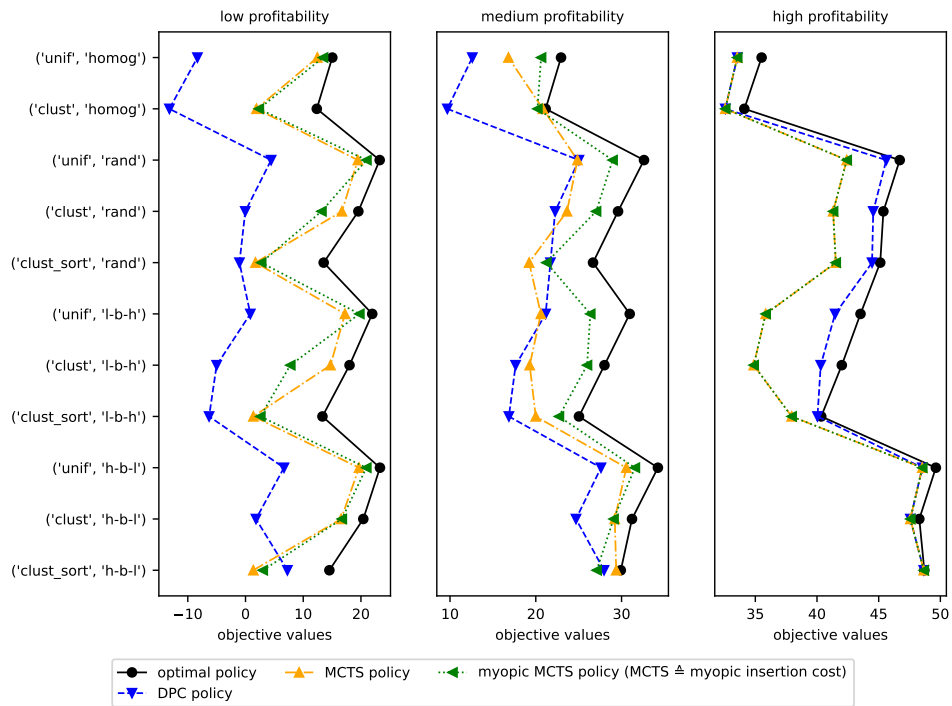 low profitability
medium profitability
high profitability
('unif', 'homog')
('clust', 'homog')
('unif', 'rand')
('clust', 'rand')
('clust_sort', 'rand')
('unif', 'l-b-h')
('clust', 'l-b-h')
('clust_sort', 'l-b-h')
('unif', 'h-b-l')
('clust', 'h-b-l')
('clust_sort', 'h-b-l')
−10 0 10 20
10 20 30
35 40 45 50
objective values
objective values
objective values
optimal policy
DPC policy
MCTS policy
myopic MCTS policy (MCTS ≙ myopic insertion cost)